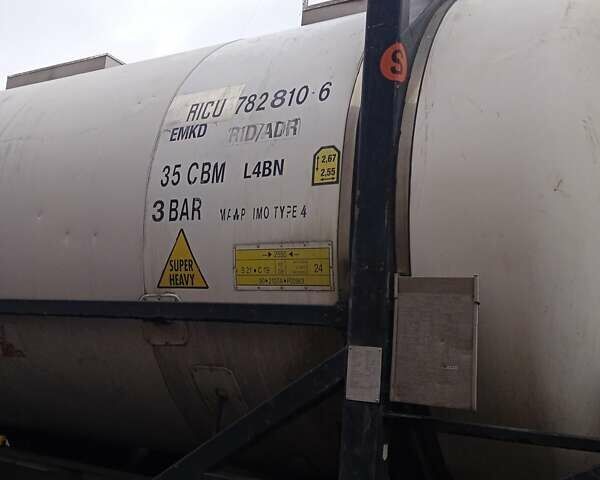 S
RICU 782810-6
EMKD RID/ADR
35 CBM L4BN
2,67
2,55
3 BAR IMO TYPE 4
SUPER
HEAVY
2550
24